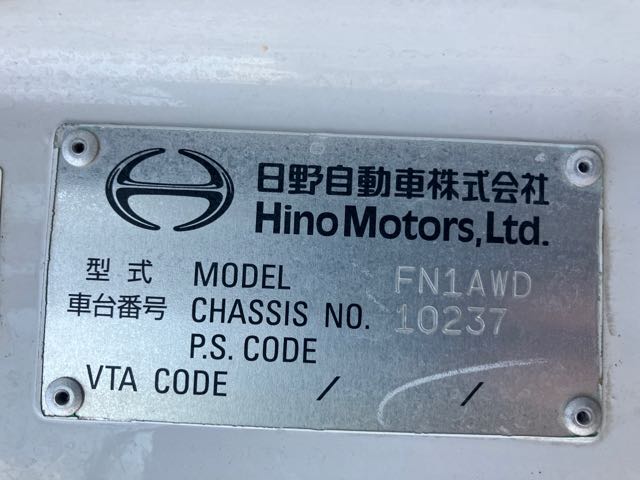 日野自動車株式会社
Hino Motors, Ltd.
型式 MODEL FN1AWD
車台番号 CHASSIS NO. 10237
P.S. CODE
VTA CODE / /